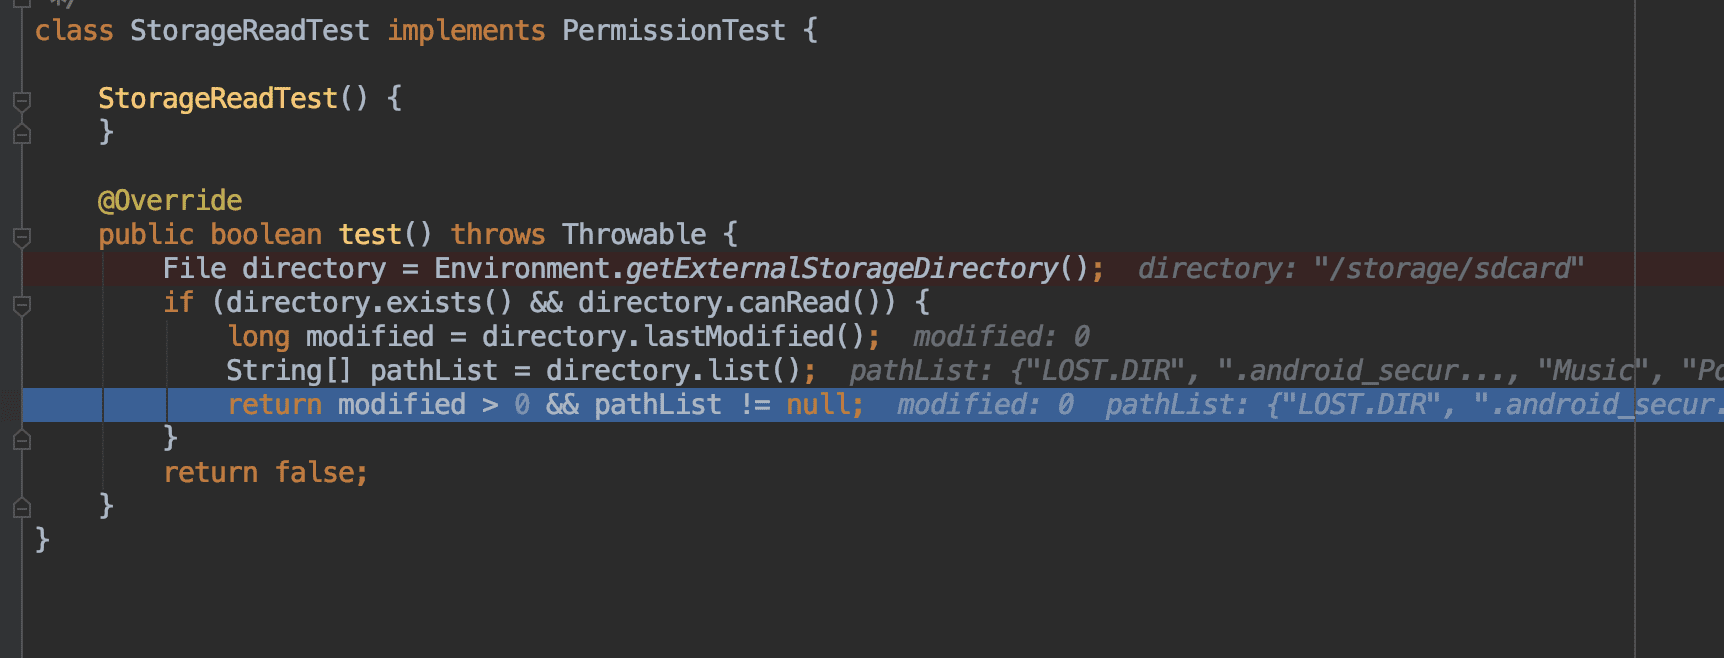 */
class StorageReadTest implements PermissionTest {
StorageReadTest() {
}
@Override
public boolean test() throws Throwable {
File directory = Environment.getExternalStorageDirectory(); directory: "/storage/sdcard"
if (directory.exists() && directory.canRead()) {
long modified = directory.lastModified(); modified: 0
String[] pathList = directory.list(); pathList: {"LOST.DIR", ".android_secur..., "Music", "Po
return modified > 0 && pathList != null; modified: 0 pathList: {"LOST.DIR", ".android_secur.
}
return false;
}
}